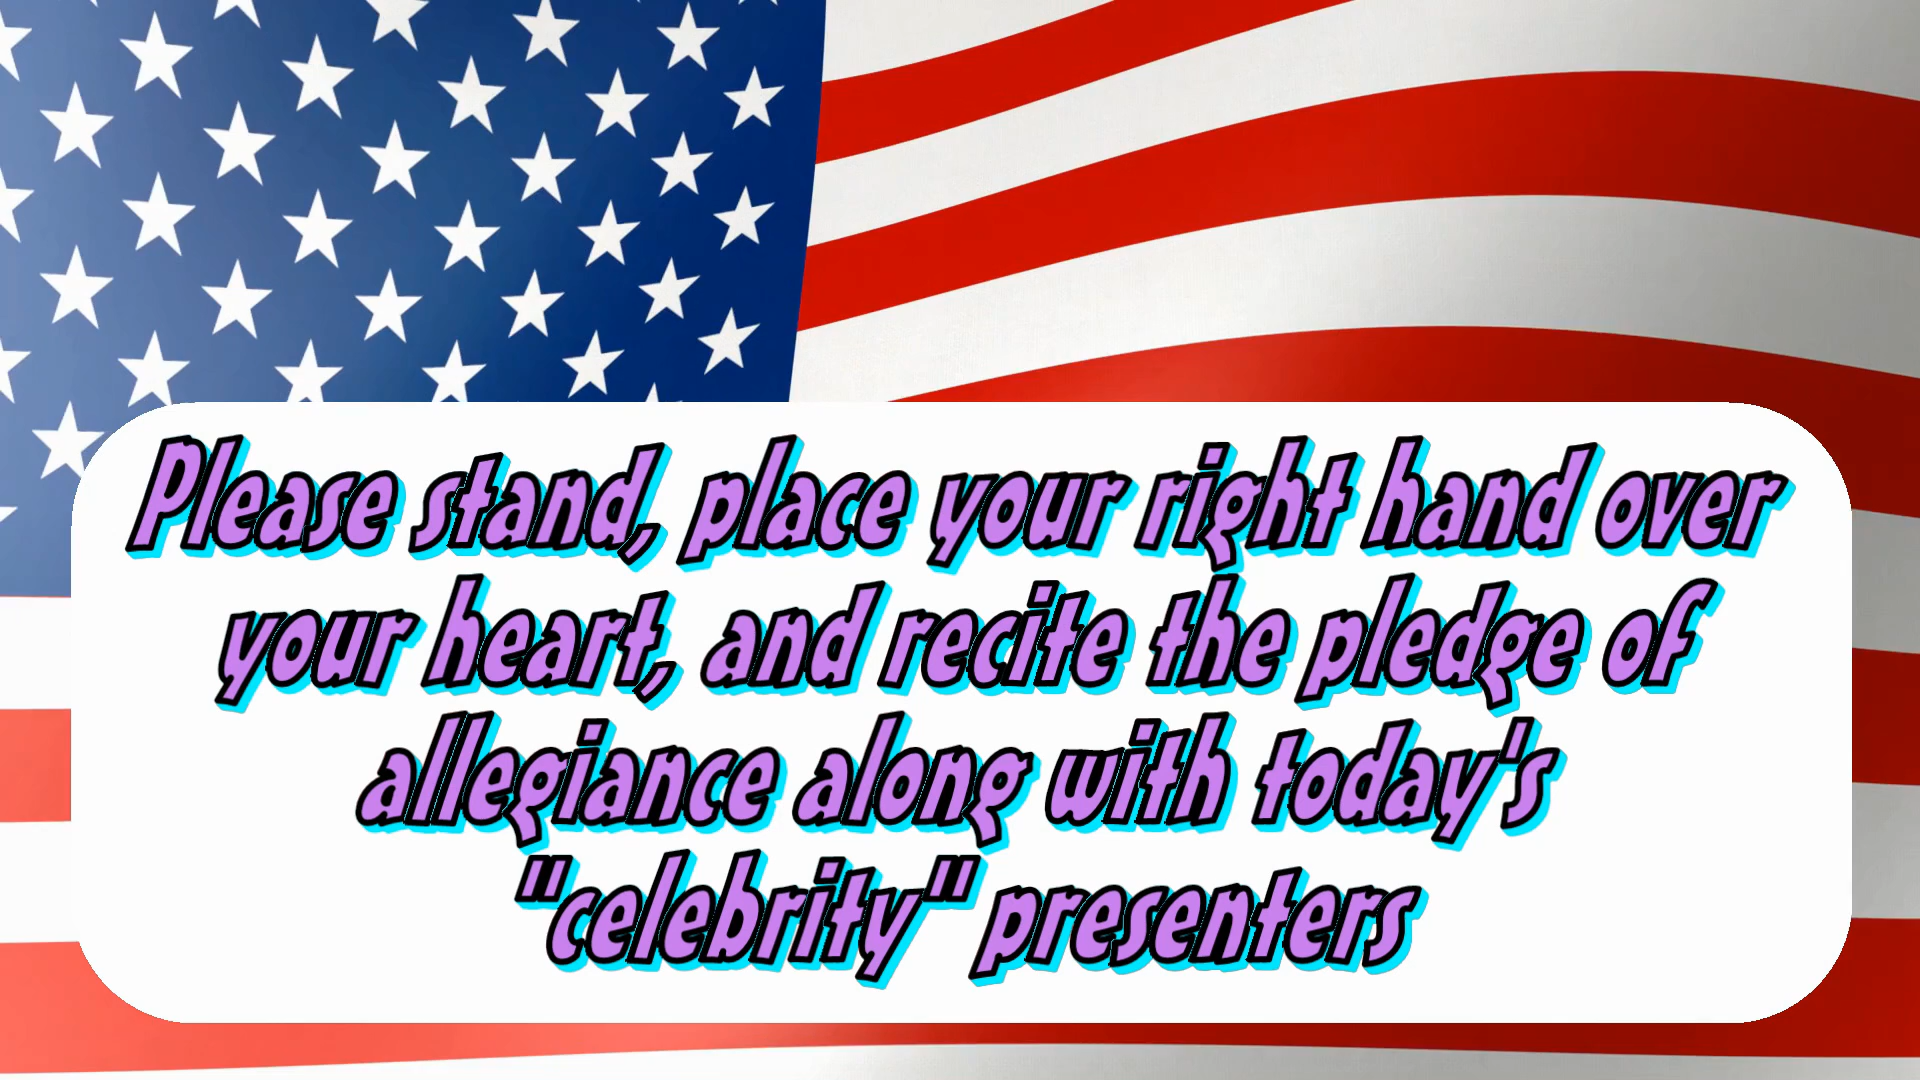 Please stand, place your right hand over
your heart, and recite the pledge of
allegiance along with today's
"celebrity" presenters